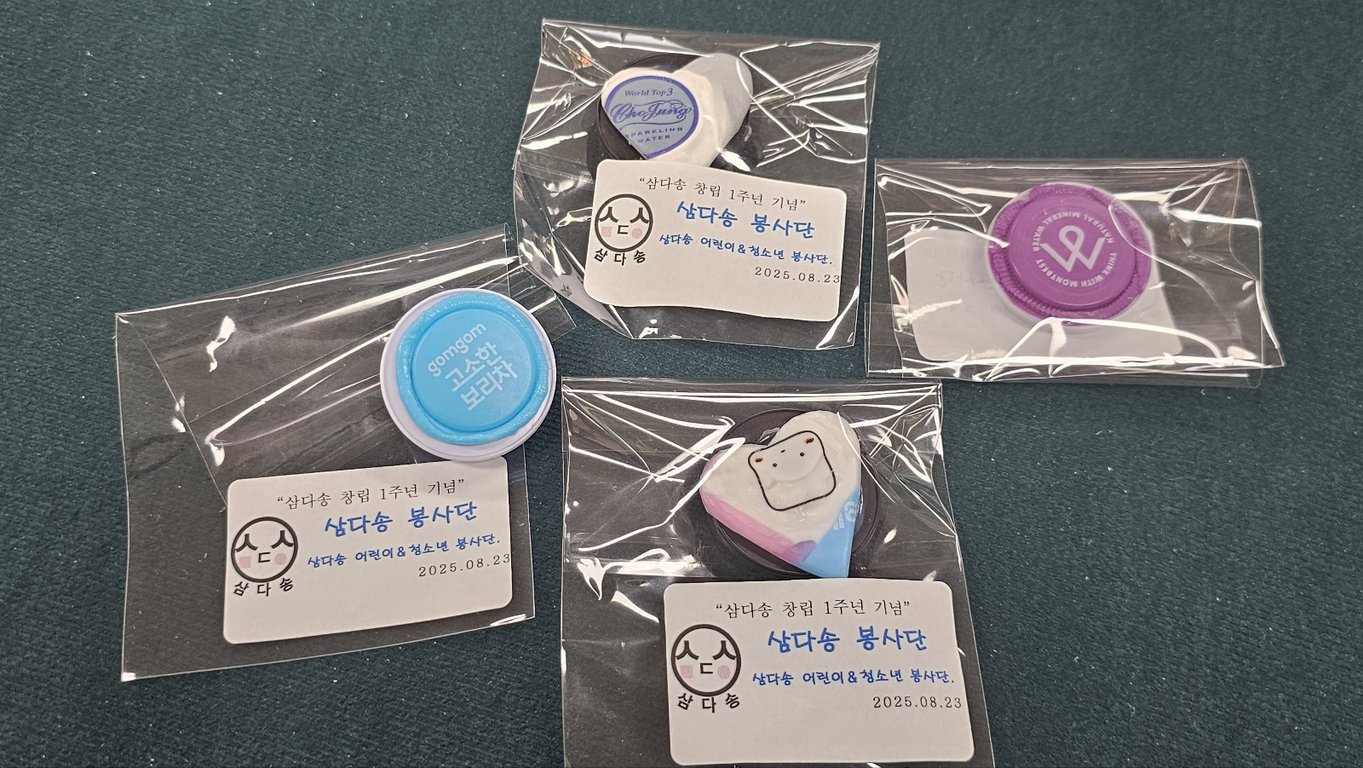 World Top 3
ChoJung
SPARKLING
WATER
“삼다송 창립 1주년 기념”
삼다송 봉사단
삼다송 어린이&청소년 봉사단.
2025.08.23
ㅅㄷㅅ
삼다송
W
THINK WITH MONTBEST
NATURAL MINERAL WATER
gomgom
고소한
보리차
“삼다송 창립 1주년 기념”
삼다송 봉사단
삼다송 어린이&청소년 봉사단.
2025.08.23
ㅅㄷㅅ
삼다송
“삼다송 창립 1주년 기념”
삼다송 봉사단
삼다송 어린이&청소년 봉사단.
2025.08.23
ㅅㄷㅅ
삼다송